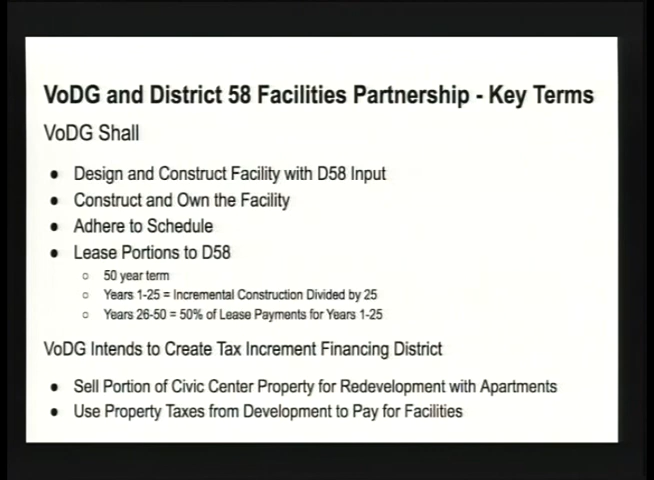 VoDG and District 58 Facilities Partnership - Key Terms
VoDG Shall
● Design and Construct Facility with D58 Input
● Construct and Own the Facility
● Adhere to Schedule
● Lease Portions to D58
○ 50 year term
○ Years 1-25 = Incremental Construction Divided by 25
○ Years 26-50 = 50% of Lease Payments for Years 1-25
VoDG Intends to Create Tax Increment Financing District
● Sell Portion of Civic Center Property for Redevelopment with Apartments
● Use Property Taxes from Development to Pay for Facilities